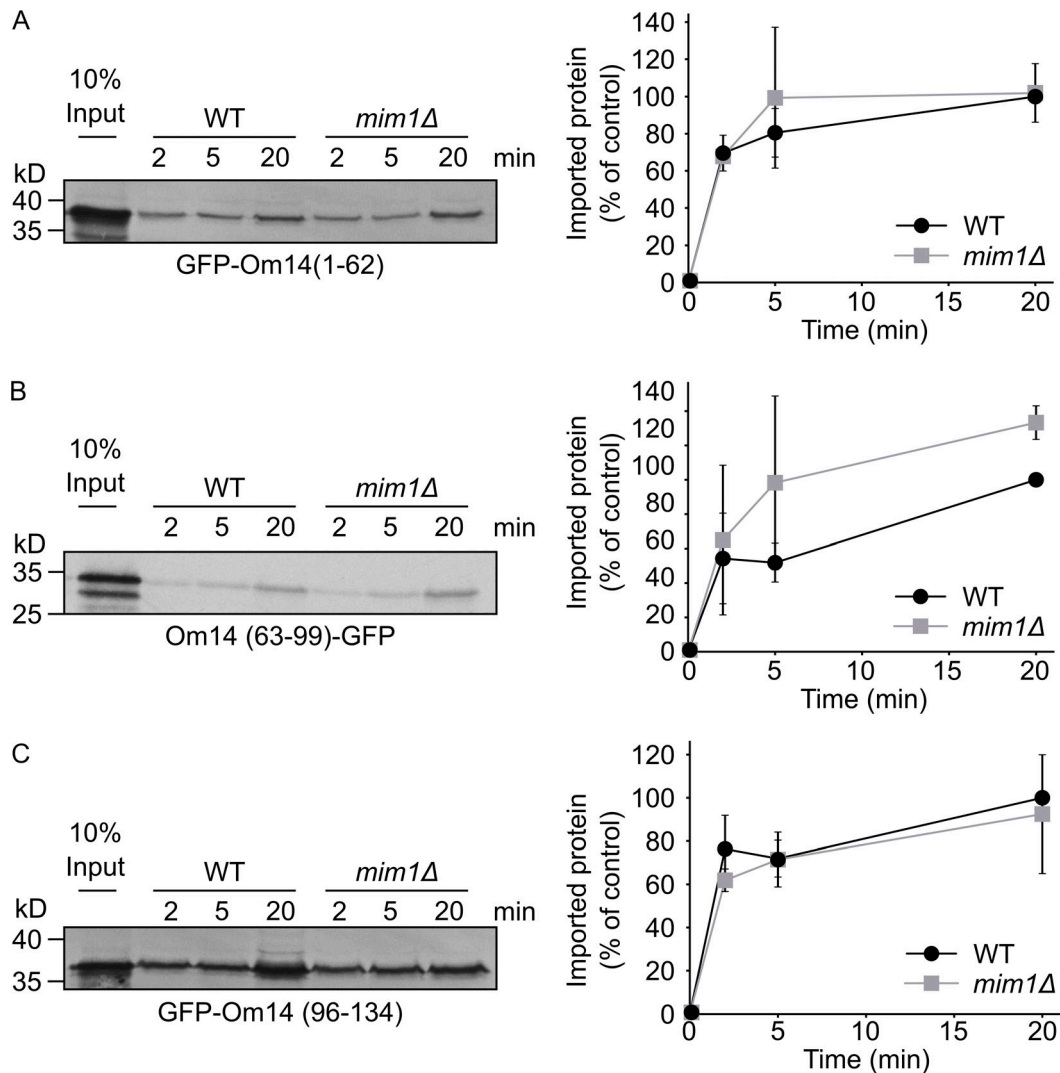 A
10%
Input
WT
mim1Δ
2 5 20 2 5 20 min
kD
40
35
GFP-Om14(1-62)
Imported protein
(% of control)
140
120
100
80
60
40
20
0
WT
mim1Δ
0 5 10 15 20
Time (min)
B
10%
Input
WT
mim1Δ
2 5 20 2 5 20 min
kD
35
25
Om14 (63-99)-GFP
Imported protein
(% of control)
140
120
100
80
60
40
20
0
WT
mim1Δ
0 5 10 15 20
Time (min)
C
10%
Input
WT
mim1Δ
2 5 20 2 5 20 min
kD
40
35
GFP-Om14 (96-134)
Imported protein
(% of control)
120
100
80
60
40
20
0
WT
mim1Δ
0 5 10 15 20
Time (min)